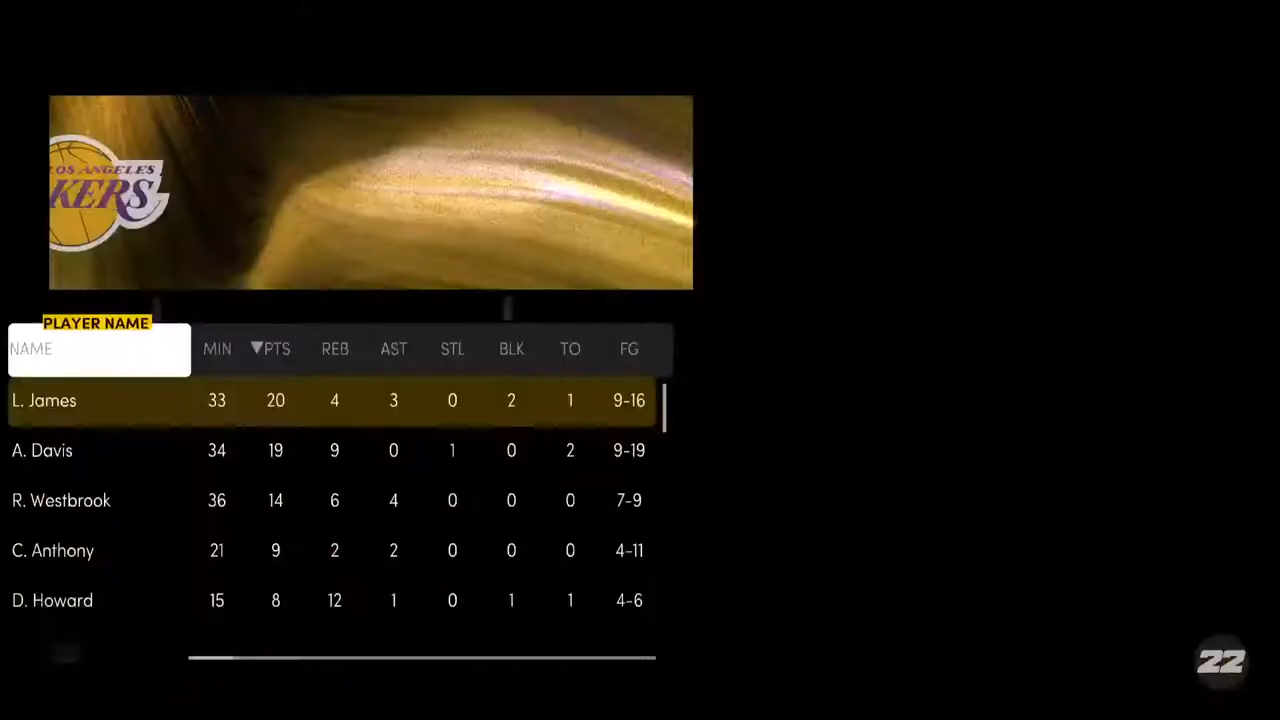 LOS ANGELES
KERS
PLAYER NAME
NAME MIN ▼PTS REB AST STL BLK TO FG
L. James 33 20 4 3 0 2 1 9-16
A. Davis 34 19 9 0 1 0 2 9-19
R. Westbrook 36 14 6 4 0 0 0 7-9
C. Anthony 21 9 2 2 0 0 0 4-11
D. Howard 15 8 12 1 0 1 1 4-6
22